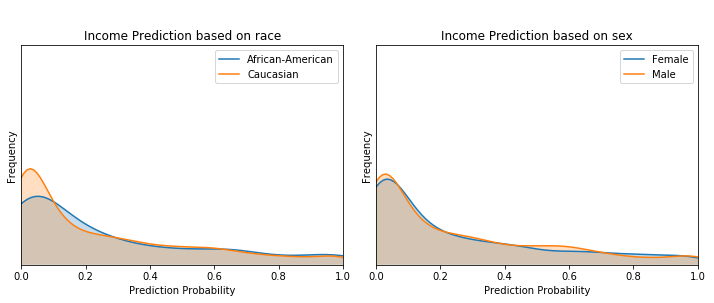 Income Prediction based on race
African-American
Caucasian
Frequency
0.0 0.2 0.4 0.6 0.8 1.0
Prediction Probability
Income Prediction based on sex
Female
Male
Frequency
0.0 0.2 0.4 0.6 0.8 1.0
Prediction Probability